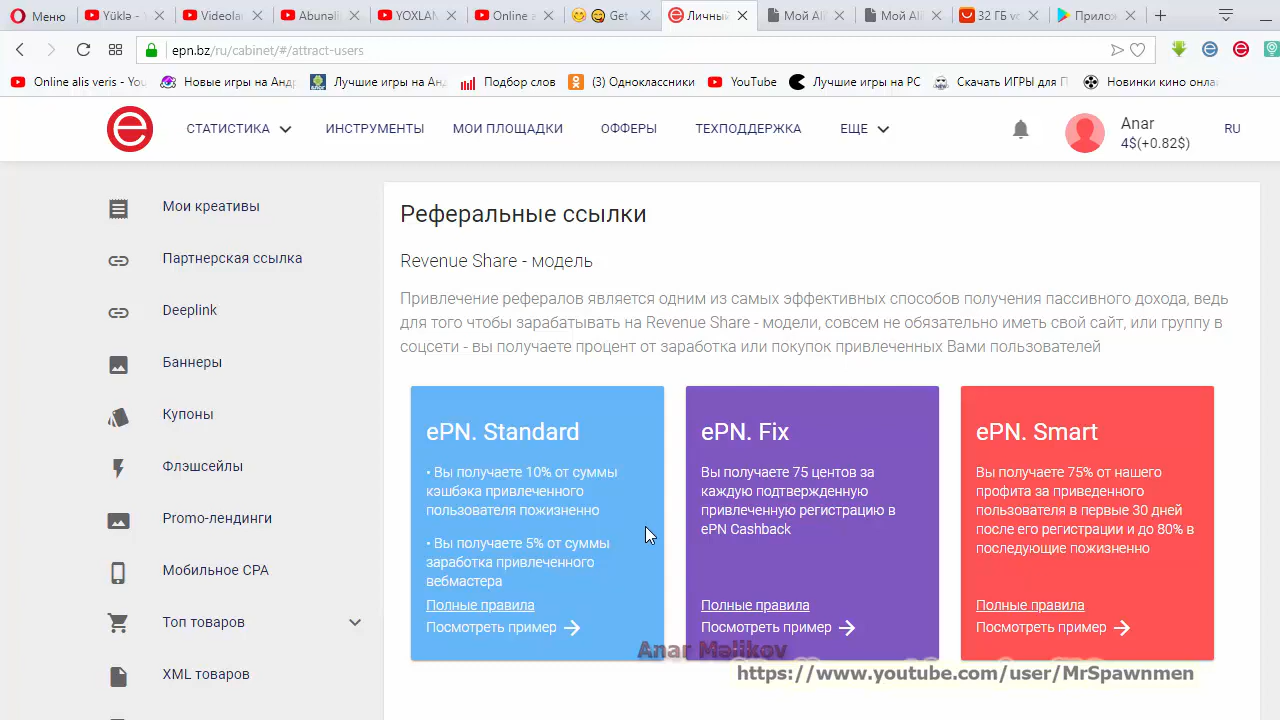 Меню
Yüklə -
Videolar
Abunəli
YOXLAN
Online a
Get
Личный
Мой Ali
Мой Ali
32 ГБ
Прило
epn.bz/ru/cabinet/#/attract-users
Online alis veris - You
Новые игры на Андр
Лучшие игры на Анд
Подбор слов
(3) Одноклассники
YouTube
Лучшие игры на PC
Скачать ИГРЫ для П
Новинки кино онла
СТАТИСТИКА
ИНСТРУМЕНТЫ
МОИ ПЛОЩАДКИ
ОФФЕРЫ
ТЕХПОДДЕРЖКА
ЕЩЕ
Anar
4$(+0.82$)
RU
Мои креативы
Партнерская ссылка
Deeplink
Баннеры
Купоны
Флэшсейлы
Promo-лендинги
Мобильное CPA
Топ товаров
XML товаров
Реферальные ссылки
Revenue Share - модель
Привлечение рефералов является одним из самых эффективных способов получения пассивного дохода, ведь
для того чтобы зарабатывать на Revenue Share - модели, совсем не обязательно иметь свой сайт, или группу в
соцсети - вы получаете процент от заработка или покупок привлеченных Вами пользователей
ePN. Standard
• Вы получаете 10% от суммы
кэшбэка привлеченного
пользователя пожизненно
• Вы получаете 5% от суммы
заработка привлеченного
вебмастера
Полные правила
Посмотреть пример
ePN. Fix
Вы получаете 75 центов за
каждую подтвержденную
привлеченную регистрацию в
ePN Cashback
Полные правила
Посмотреть пример
ePN. Smart
Вы получаете 75% от нашего
профита за приведенного
пользователя в первые 30 дней
после его регистрации и до 80% в
последующие пожизненно
Полные правила
Посмотреть пример
Anar Məlikov
https://www.youtube.com/user/MrSpawnmen